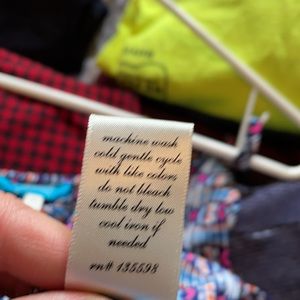 machine wash
cold gentle cycle
with like colors
do not bleach
tumble dry low
cool iron if
needed
rn# 135598